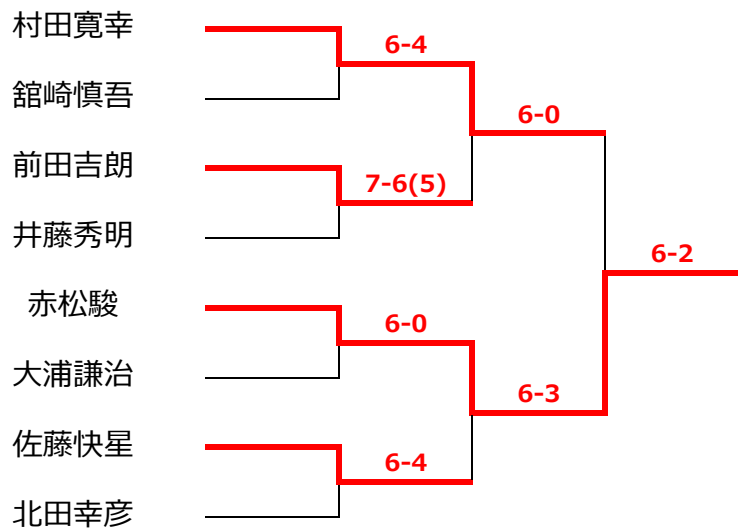 村田寛幸
6-4
舘崎慎吾
6-0
前田吉朗
7-6(5)
井藤秀明
6-2
赤松駿
6-0
大浦謙治
6-3
佐藤快星
6-4
北田幸彦